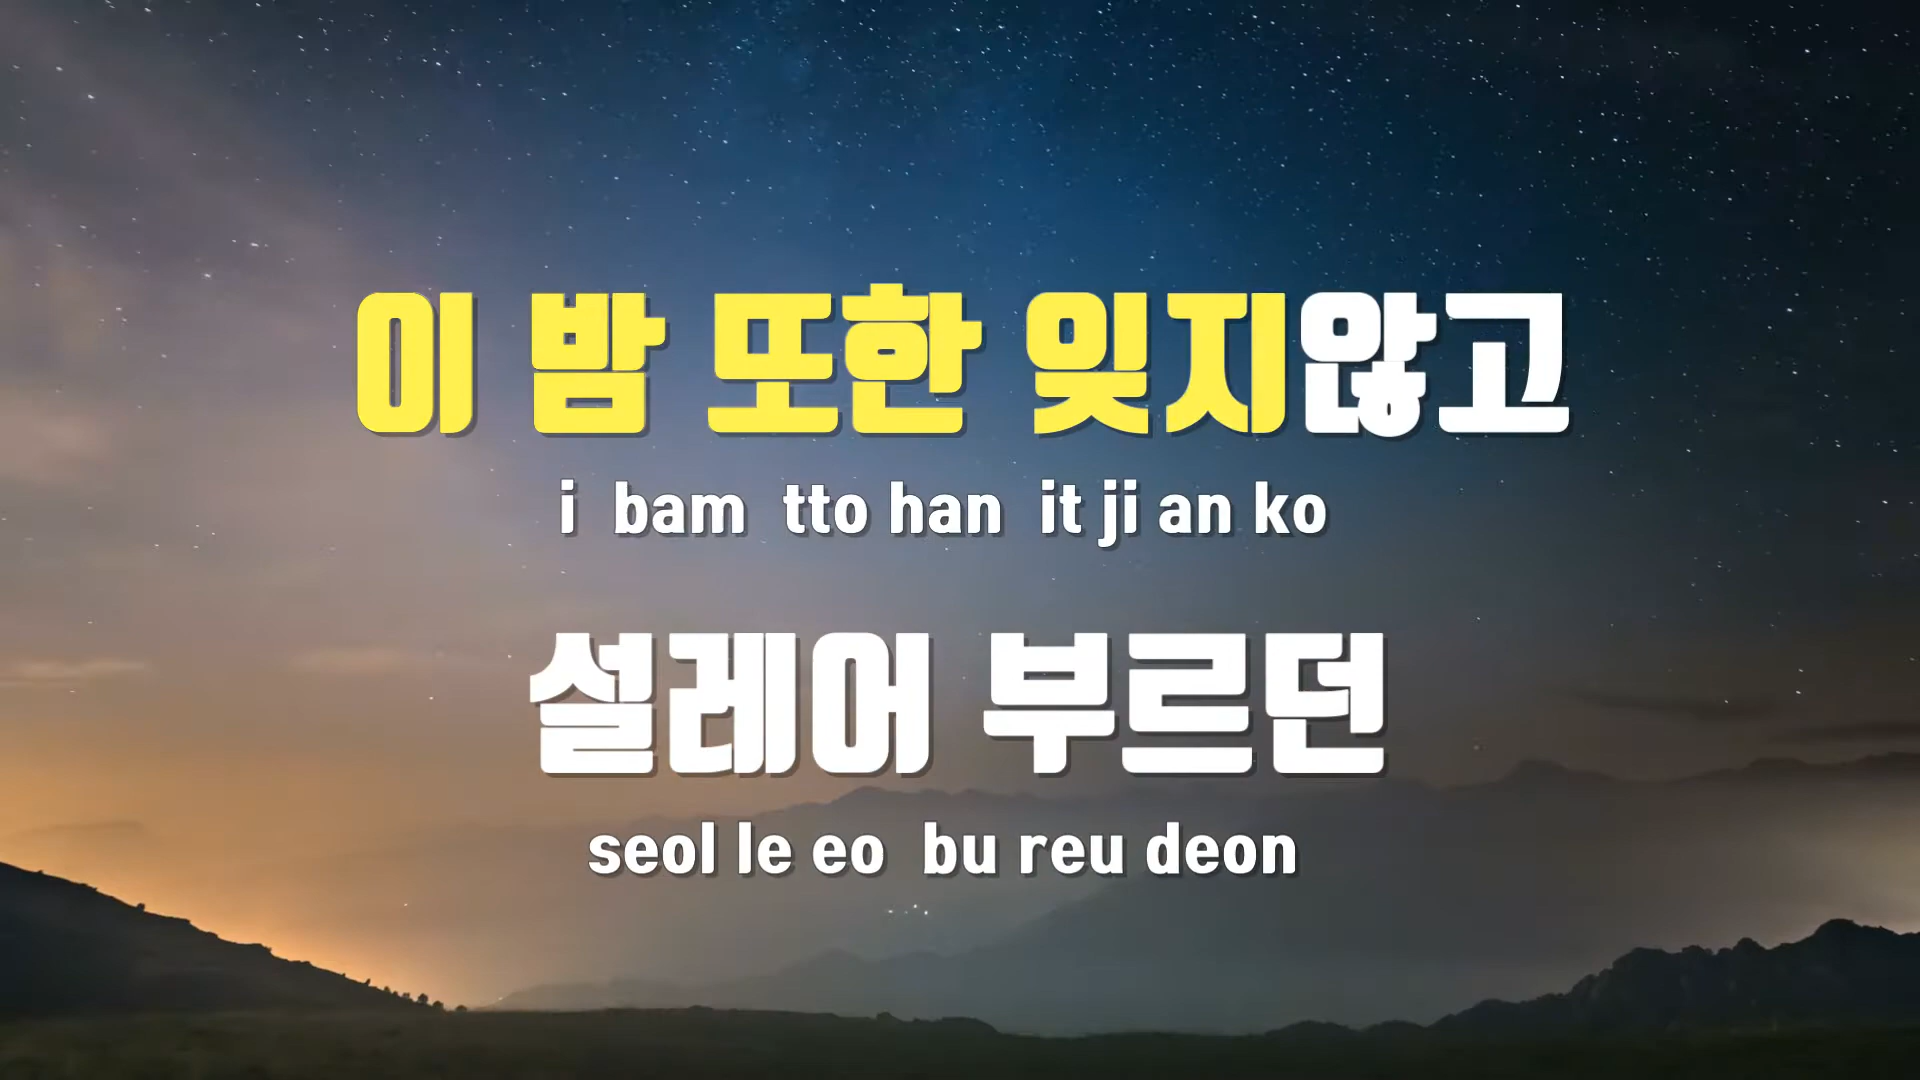 이 밤 또한 잊지않고
i bam tto han it ji an ko
설레어 부르던
seol le eo bu reu deon